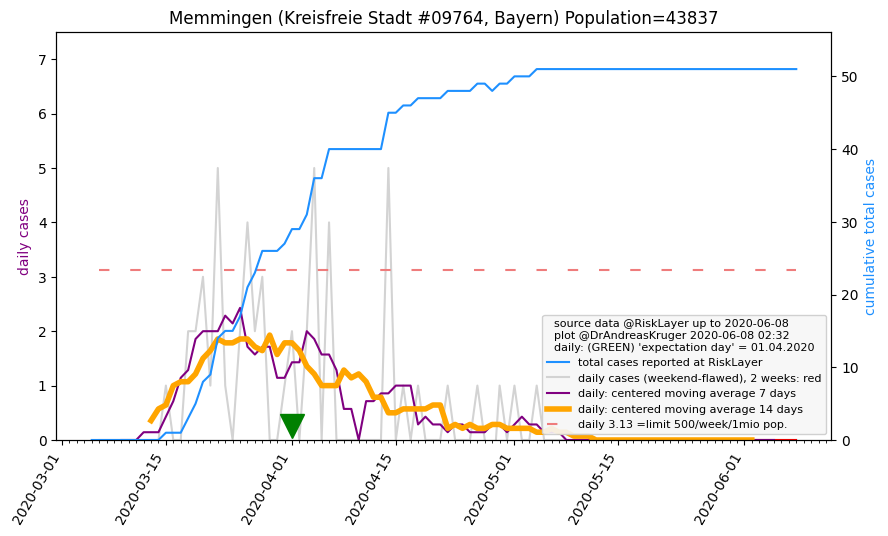 Memmingen (Kreisfreie Stadt #09764, Bayern) Population=43837
daily cases
7
6
5
4
3
2
1
0
50
40
30
20
10
0
cumulative total cases
source data @RiskLayer up to 2020-06-08
plot @DrAndreasKruger 2020-06-08 02:32
daily: (GREEN) 'expectation day' = 01.04.2020
total cases reported at RiskLayer
daily cases (weekend-flawed), 2 weeks: red
daily: centered moving average 7 days
daily: centered moving average 14 days
daily 3.13 =limit 500/week/1mio pop.
2020-03-01
2020-03-15
2020-04-01
2020-04-15
2020-05-01
2020-05-15
2020-06-01